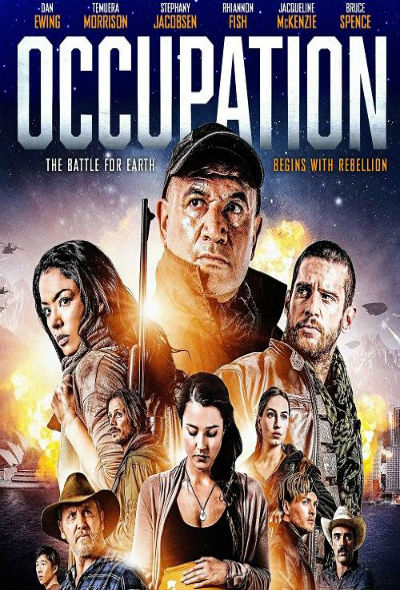 DAN TEMUERA STEPHANY RHIANNON JACQUELINE BRUCE
EWING MORRISON JACOBSEN FISH McKENZIE SPENCE
OCCUPATION
THE BATTLE FOR EARTH BEGINS WITH REBELLION